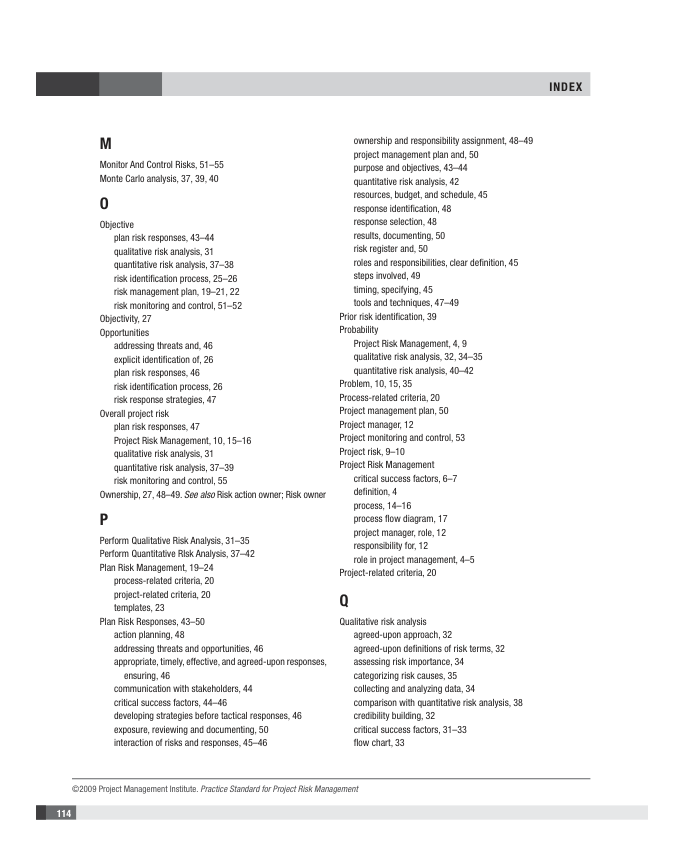 INDEX
M
Monitor And Control Risks, 51–55
Monte Carlo analysis, 37, 39, 40
O
Objective
plan risk responses, 43–44
qualitative risk analysis, 31
quantitative risk analysis, 37–38
risk identification process, 25–26
risk management plan, 19–21, 22
risk monitoring and control, 51–52
Objectivity, 27
Opportunities
addressing threats and, 46
explicit identification of, 26
plan risk responses, 46
risk identification process, 26
risk response strategies, 47
Overall project risk
plan risk responses, 47
Project Risk Management, 10, 15–16
qualitative risk analysis, 31
quantitative risk analysis, 37–39
risk monitoring and control, 55
Ownership, 27, 48–49. See also Risk action owner; Risk owner
P
Perform Qualitative Risk Analysis, 31–35
Perform Quantitative RIsk Analysis, 37–42
Plan Risk Management, 19–24
process-related criteria, 20
project-related criteria, 20
templates, 23
Plan Risk Responses, 43–50
action planning, 48
addressing threats and opportunities, 46
appropriate, timely, effective, and agreed-upon responses,
ensuring, 46
communication with stakeholders, 44
critical success factors, 44–46
developing strategies before tactical responses, 46
exposure, reviewing and documenting, 50
interaction of risks and responses, 45–46
ownership and responsibility assignment, 48–49
project management plan and, 50
purpose and objectives, 43–44
quantitative risk analysis, 42
resources, budget, and schedule, 45
response identification, 48
response selection, 48
results, documenting, 50
risk register and, 50
roles and responsibilities, clear definition, 45
steps involved, 49
timing, specifying, 45
tools and techniques, 47–49
Prior risk identification, 39
Probability
Project Risk Management, 4, 9
qualitative risk analysis, 32, 34–35
quantitative risk analysis, 40–42
Problem, 10, 15, 35
Process-related criteria, 20
Project management plan, 50
Project manager, 12
Project monitoring and control, 53
Project risk, 9–10
Project Risk Management
critical success factors, 6–7
definition, 4
process, 14–16
process flow diagram, 17
project manager, role, 12
responsibility for, 12
role in project management, 4–5
Project-related criteria, 20
Q
Qualitative risk analysis
agreed-upon approach, 32
agreed-upon definitions of risk terms, 32
assessing risk importance, 34
categorizing risk causes, 35
collecting and analyzing data, 34
comparison with quantitative risk analysis, 38
credibility building, 32
critical success factors, 31–33
flow chart, 33
©2009 Project Management Institute. Practice Standard for Project Risk Management
114